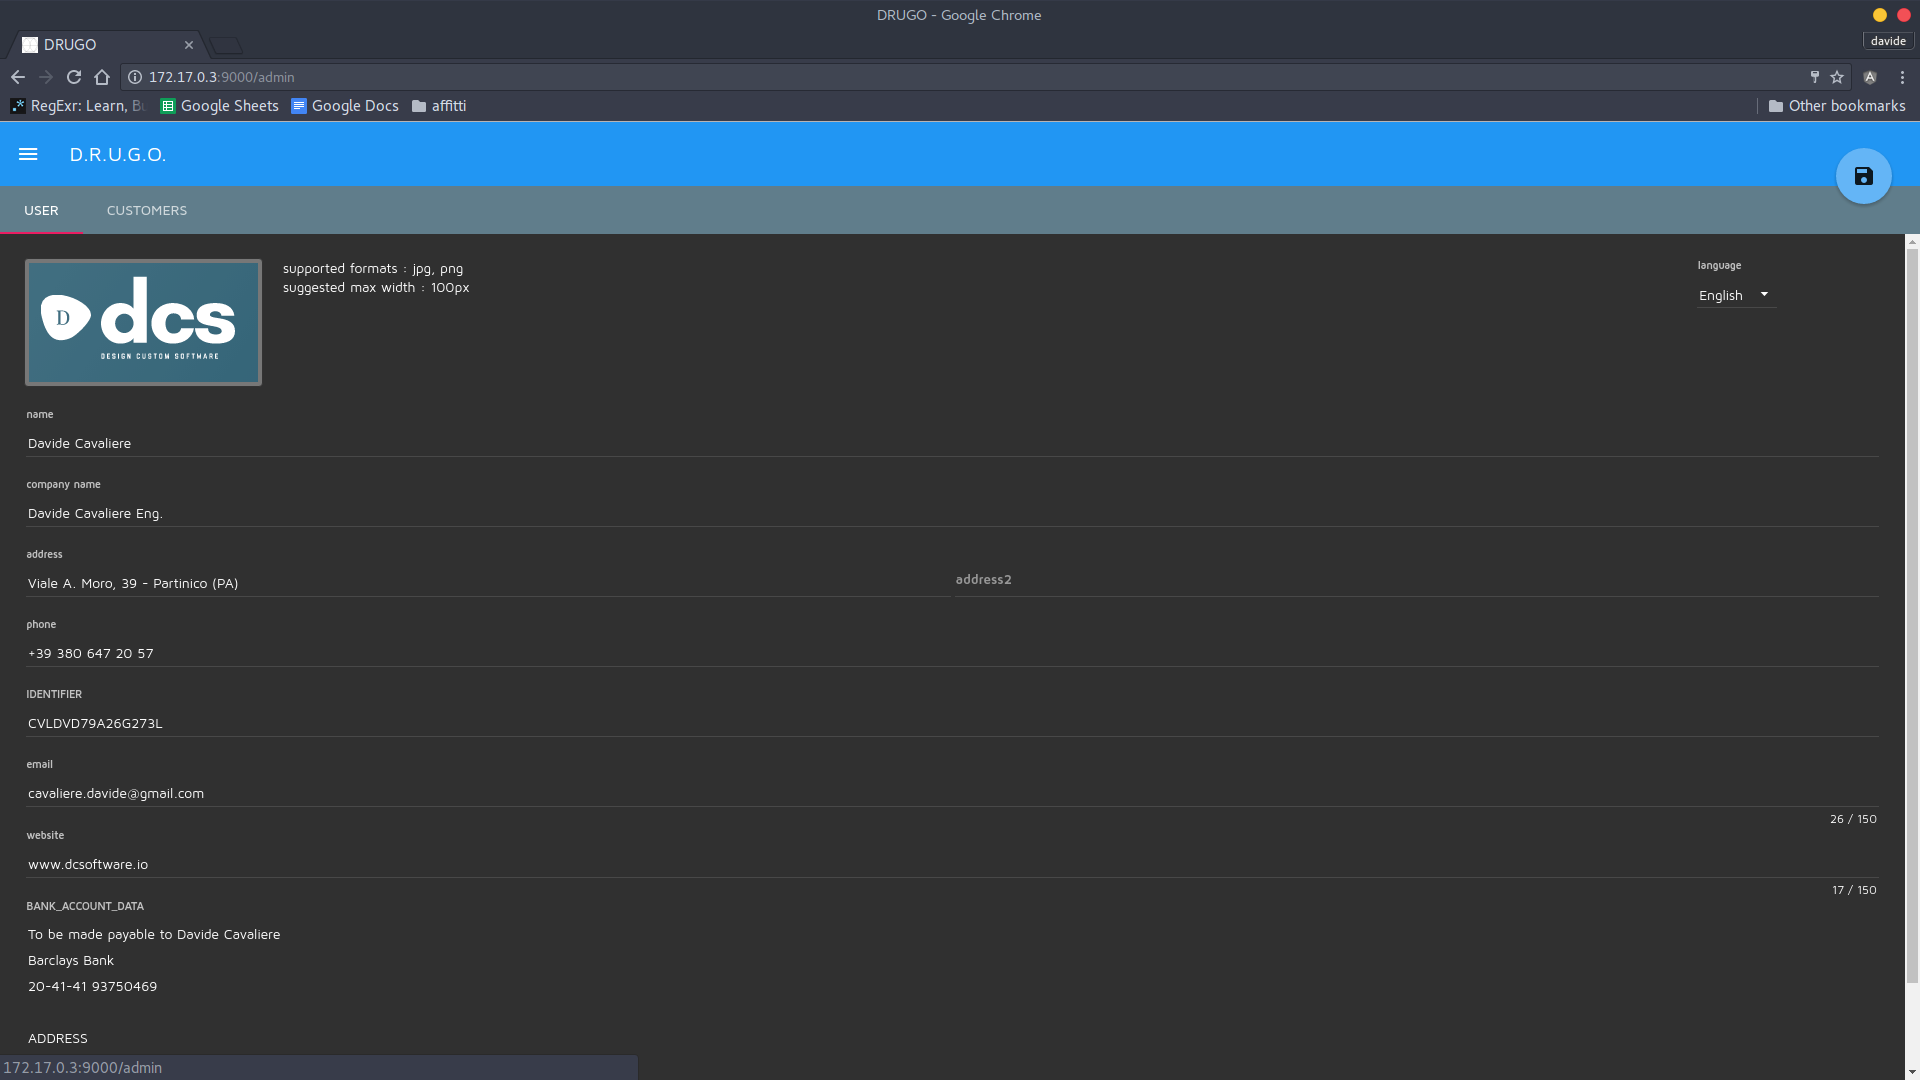 DRUGO - Google Chrome
DRUGO
davide
172.17.0.3:9000/admin
RegExr: Learn, Bu
Google Sheets
Google Docs
affitti
Other bookmarks
D.R.U.G.O.
USER
CUSTOMERS
D dcs
DESIGN CUSTOM SOFTWARE
supported formats : jpg, png
suggested max width : 100px
language
English
name
Davide Cavaliere
company name
Davide Cavaliere Eng.
address
Viale A. Moro, 39 - Partinico (PA)
address2
phone
+39 380 647 20 57
IDENTIFIER
CVLDVD79A26G273L
email
cavaliere.davide@gmail.com
26 / 150
website
www.dcsoftware.io
17 / 150
BANK_ACCOUNT_DATA
To be made payable to Davide Cavaliere
Barclays Bank
20-41-41 93750469
ADDRESS
172.17.0.3:9000/admin